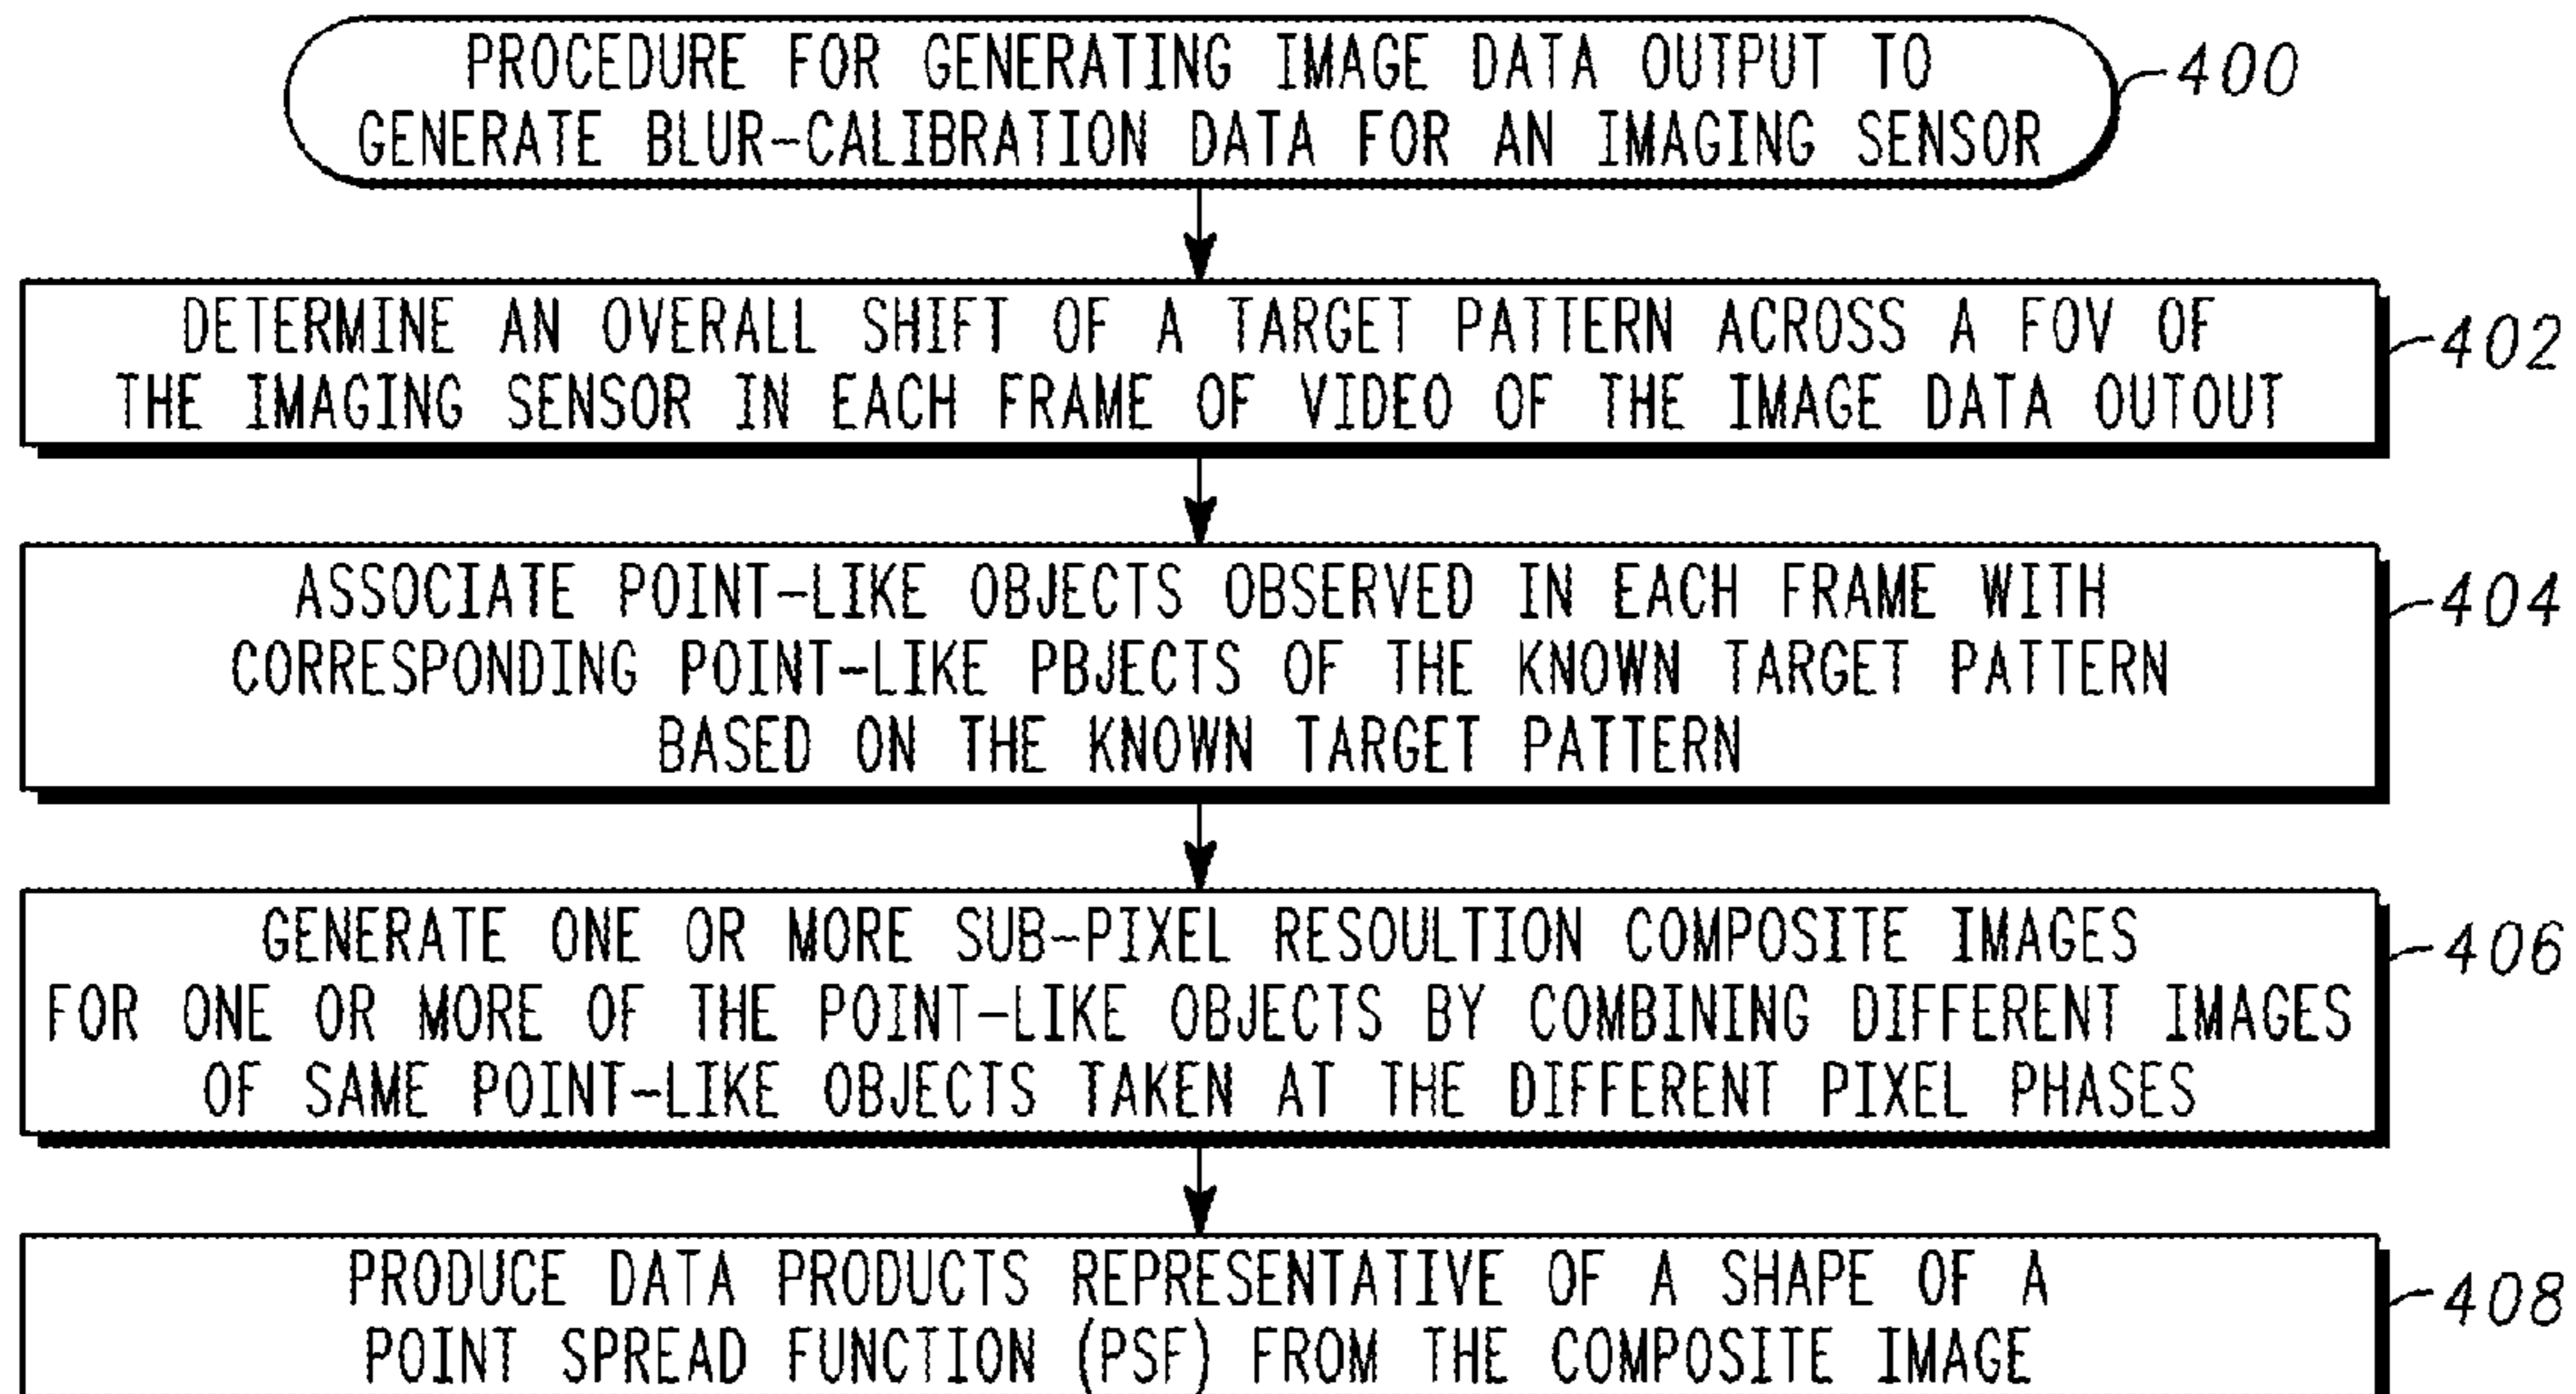 PROCEDURE FOR GENERATING IMAGE DATA OUTPUT TO
GENERATE BLUR-CALIBRATION DATA FOR AN IMAGING SENSOR
400
DETERMINE AN OVERALL SHIFT OF A TARGET PATTERN ACROSS A FOV OF
THE IMAGING SENSOR IN EACH FRAME OF VIDEO OF THE IMAGE DATA OUTOUT
402
ASSOCIATE POINT-LIKE OBJECTS OBSERVED IN EACH FRAME WITH
CORRESPONDING POINT-LIKE PBJECTS OF THE KNOWN TARGET PATTERN
BASED ON THE KNOWN TARGET PATTERN
404
GENERATE ONE OR MORE SUB-PIXEL RESOULTION COMPOSITE IMAGES
FOR ONE OR MORE OF THE POINT-LIKE OBJECTS BY COMBINING DIFFERENT IMAGES
OF SAME POINT-LIKE OBJECTS TAKEN AT THE DIFFERENT PIXEL PHASES
406
PRODUCE DATA PRODUCTS REPRESENTATIVE OF A SHAPE OF A
POINT SPREAD FUNCTION (PSF) FROM THE COMPOSITE IMAGE
408